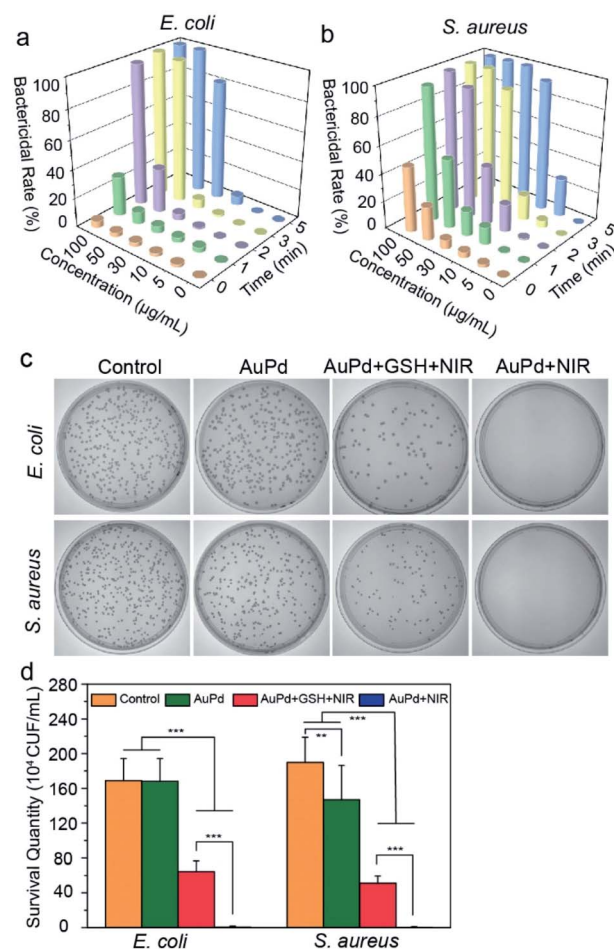 a
E. coli
Bactericidal Rate (%)
100
80
60
40
20
0
100
50
30
10
5
0
Concentration (μg/mL)
0
1
2
3
5
Time (min)
b
S. aureus
Bactericidal Rate (%)
100
80
60
40
20
0
100
50
30
10
5
0
Concentration (μg/mL)
0
1
2
3
5
Time (min)
c
Control AuPd AuPd+GSH+NIR AuPd+NIR
E. coli
S. aureus
d
Survival Quantity (10⁴ CUF/mL)
280
240
200
160
120
80
40
0
Control AuPd AuPd+GSH+NIR AuPd+NIR
***
***
***
**
***
E. coli S. aureus